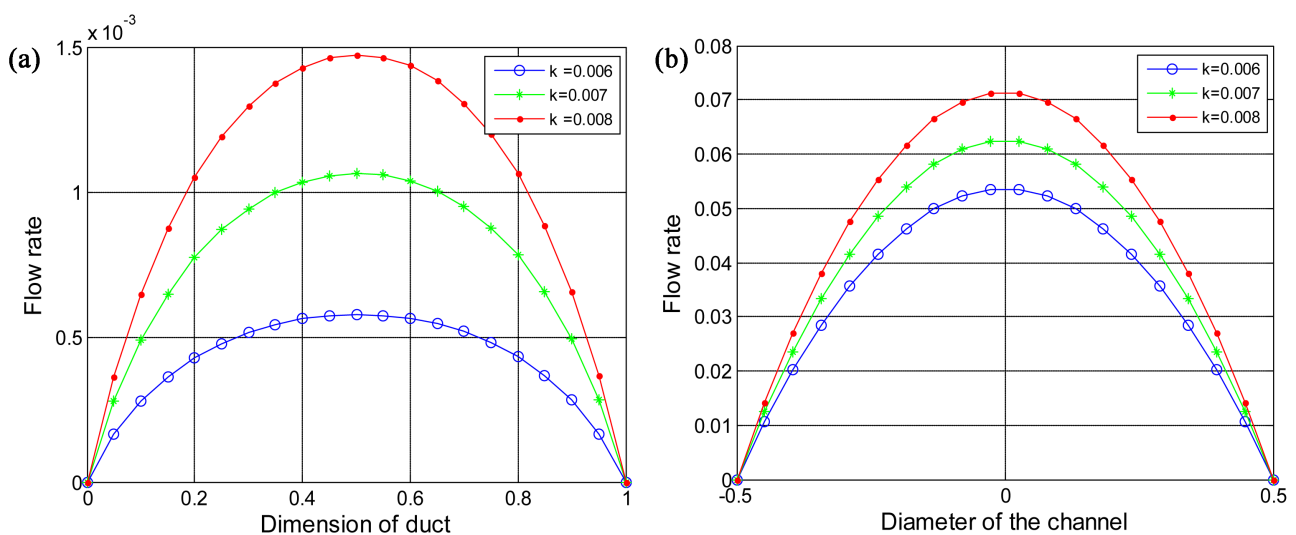 (a)
x 10-3
1.5
1
0.5
0
0 0.2 0.4 0.6 0.8 1
Flow rate
Dimension of duct
k =0.006
k=0.007
k =0.008
(b)
0.08
0.07
0.06
0.05
0.04
0.03
0.02
0.01
0
-0.5 0 0.5
Flow rate
Diameter of the channel
k=0.006
k=0.007
k=0.008